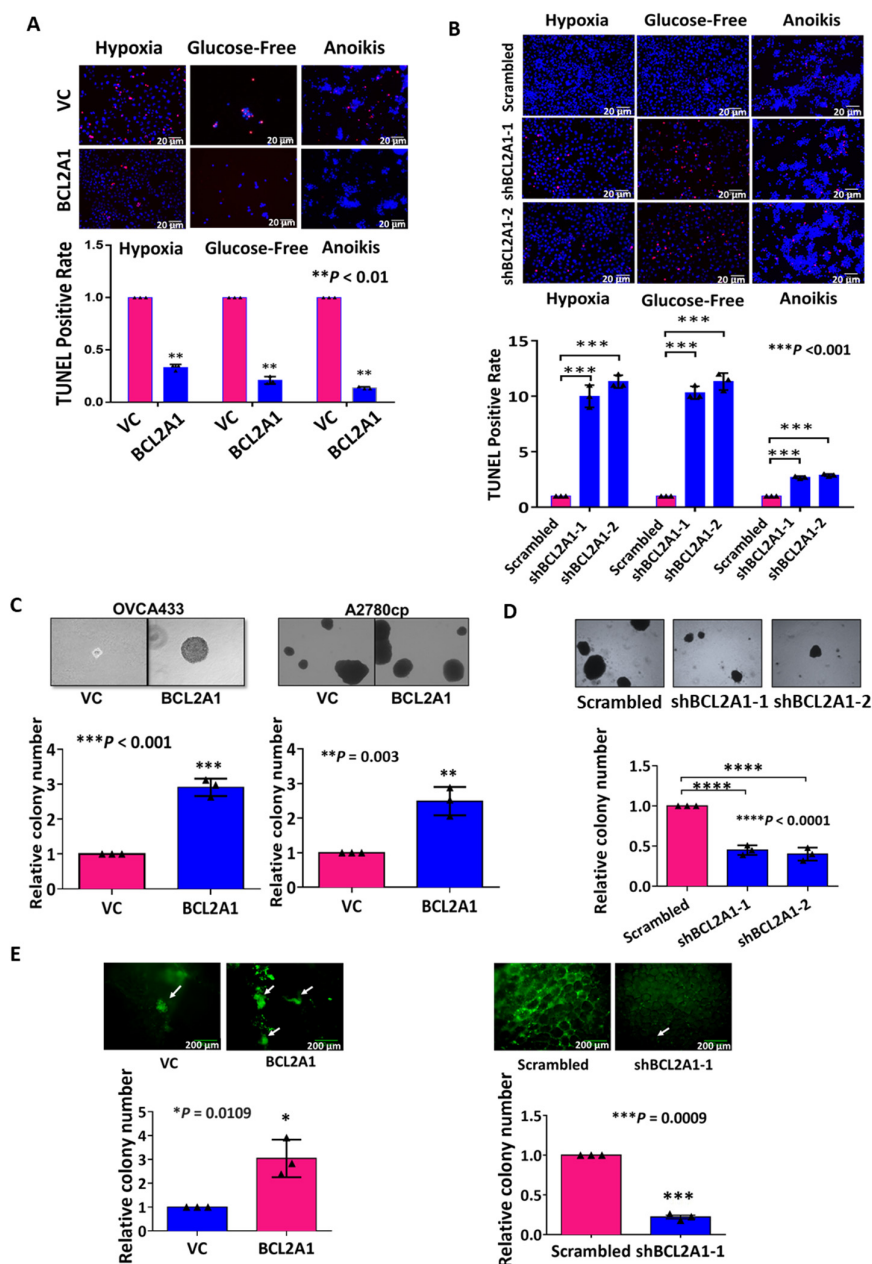 A
Hypoxia Glucose-Free Anoikis
VC
20 μm 20 μm 20 μm
BCL2A1
20 μm 20 μm 20 μm
Hypoxia Glucose-Free Anoikis
**P < 0.01
TUNEL Positive Rate
1.5
1.0
0.5
0.0
** ** **
VC BCL2A1 VC BCL2A1 VC BCL2A1
B
Hypoxia Glucose-Free Anoikis
Scrambled
20 μm 20 μm 20 μm
shBCL2A1-1
20 μm 20 μm 20 μm
shBCL2A1-2
20 μm 20 μm 20 μm
Hypoxia Glucose-Free Anoikis
***P <0.001
TUNEL Positive Rate
15
10
5
0
*** *** ***
*** *** ***
Scrambled shBCL2A1-1 shBCL2A1-2 Scrambled shBCL2A1-1 shBCL2A1-2 Scrambled shBCL2A1-1 shBCL2A1-2
C
OVCA433 A2780cp
VC BCL2A1 VC BCL2A1
Relative colony number
4
3
2
1
0
***P < 0.001
***
VC BCL2A1
Relative colony number
4
3
2
1
0
**P = 0.003
**
VC BCL2A1
D
Scrambled shBCL2A1-1 shBCL2A1-2
Relative colony number
1.5
1.0
0.5
0.0
****
****
****P < 0.0001
Scrambled shBCL2A1-1 shBCL2A1-2
E
200 μm 200 μm
VC BCL2A1
Relative colony number
5
4
3
2
1
0
*P = 0.0109
*
VC BCL2A1
200 μm 200 μm
Scrambled shBCL2A1-1
Relative colony number
1.5
1.0
0.5
0.0
***P = 0.0009
***
Scrambled shBCL2A1-1